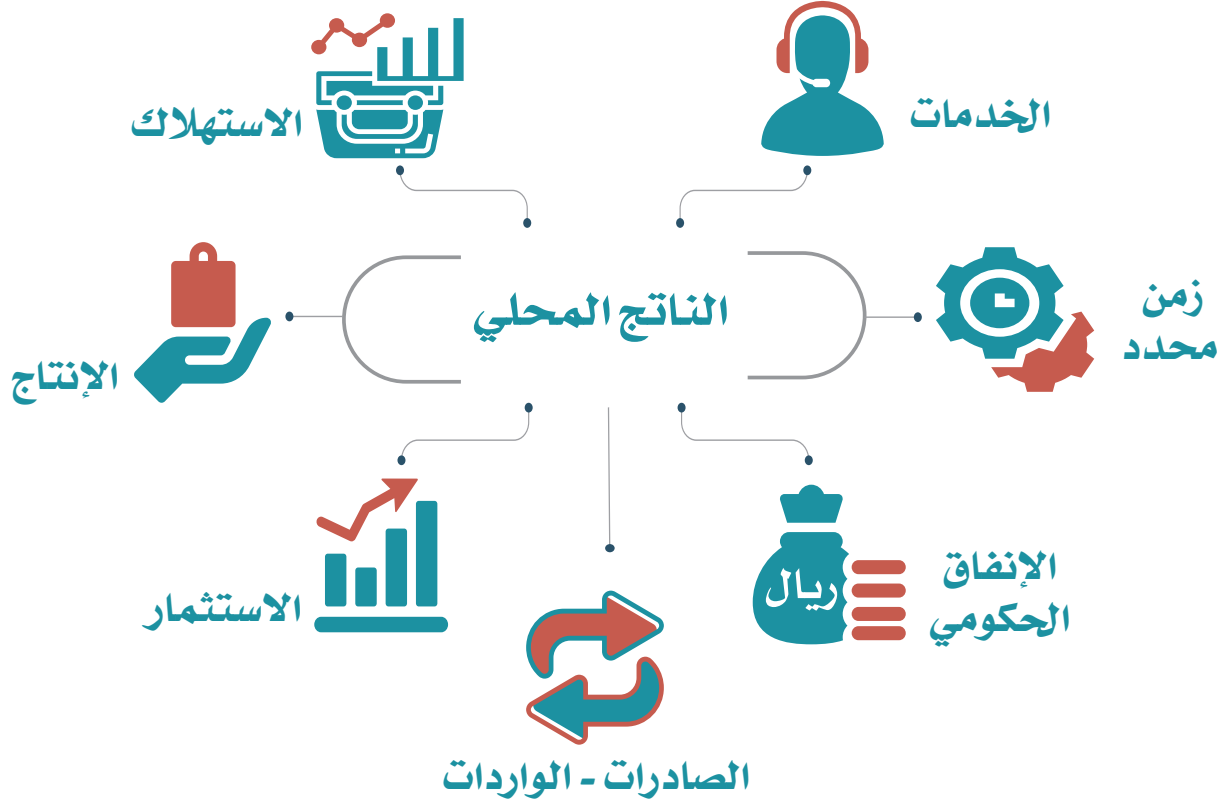 الخدمات
الاستهلاك
زمن
محدد
الناتج المحلي
الإنتاج
الإنفاق
الحكومي
ريال
الاستثمار
الصادرات - الواردات